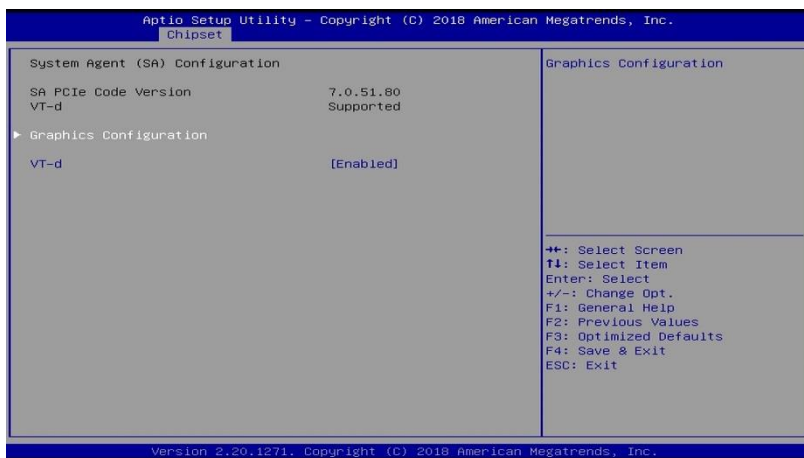 Aptio Setup Utility – Copyright (C) 2018 American Megatrends, Inc.
Chipset
System Agent (SA) Configuration
SA PCIe Code Version 7.0.51.80
VT-d Supported
▶ Graphics Configuration
VT-d [Enabled]
Graphics Configuration
→←: Select Screen
↑↓: Select Item
Enter: Select
+/-: Change Opt.
F1: General Help
F2: Previous Values
F3: Optimized Defaults
F4: Save & Exit
ESC: Exit
Version 2.20.1271. Copyright (C) 2018 American Megatrends, Inc.